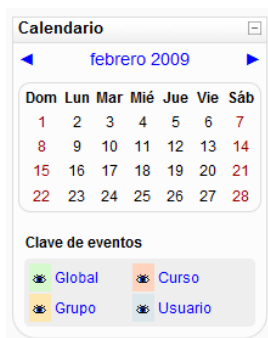 Calendario
febrero 2009
Dom Lun Mar Mié Jue Vie Sáb
1 2 3 4 5 6 7
8 9 10 11 12 13 14
15 16 17 18 19 20 21
22 23 24 25 26 27 28
Clave de eventos
Global Curso
Grupo Usuario